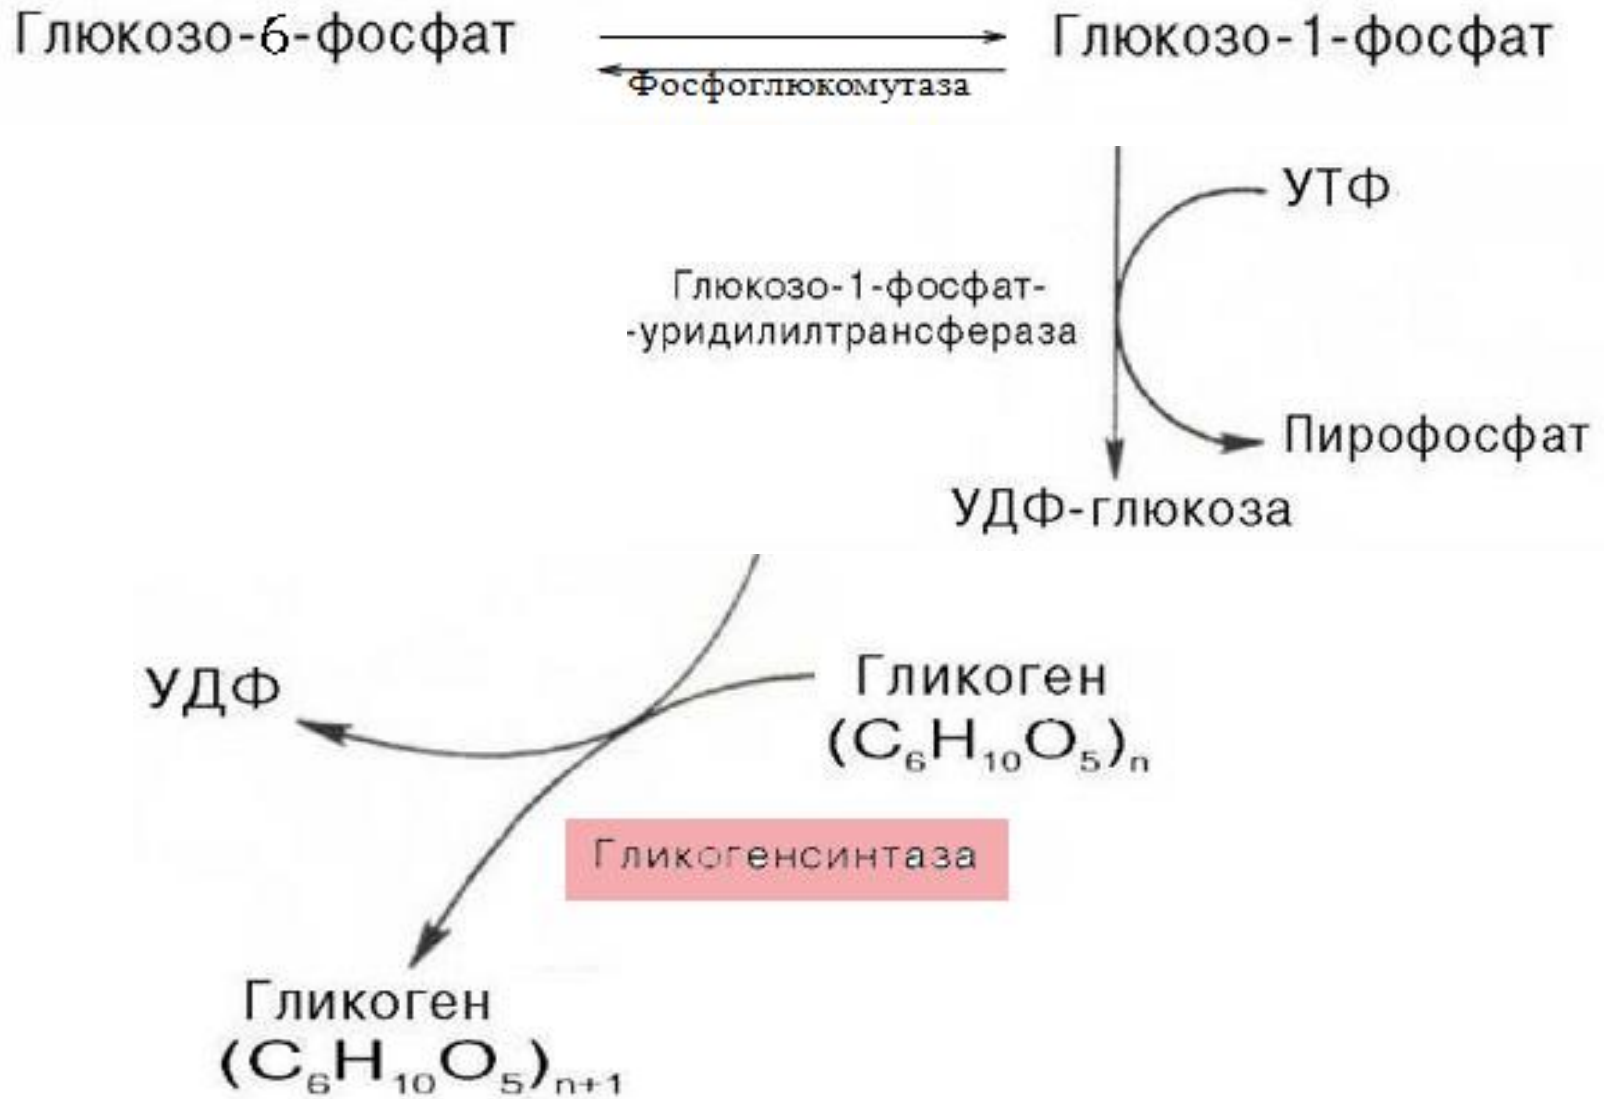 Глюкозо-6-фосфат
Глюкозо-1-фосфат
Фосфоглюкомутаза
УТФ
Глюкозо-1-фосфат-
-уридилилтрансфераза
Пирофосфат
УДФ-глюкоза
УДФ
Гликоген
(C₆H₁₀O₅)ₙ
Гликогенсинтаза
Гликоген
(C₆H₁₀O₅)ₙ₊₁